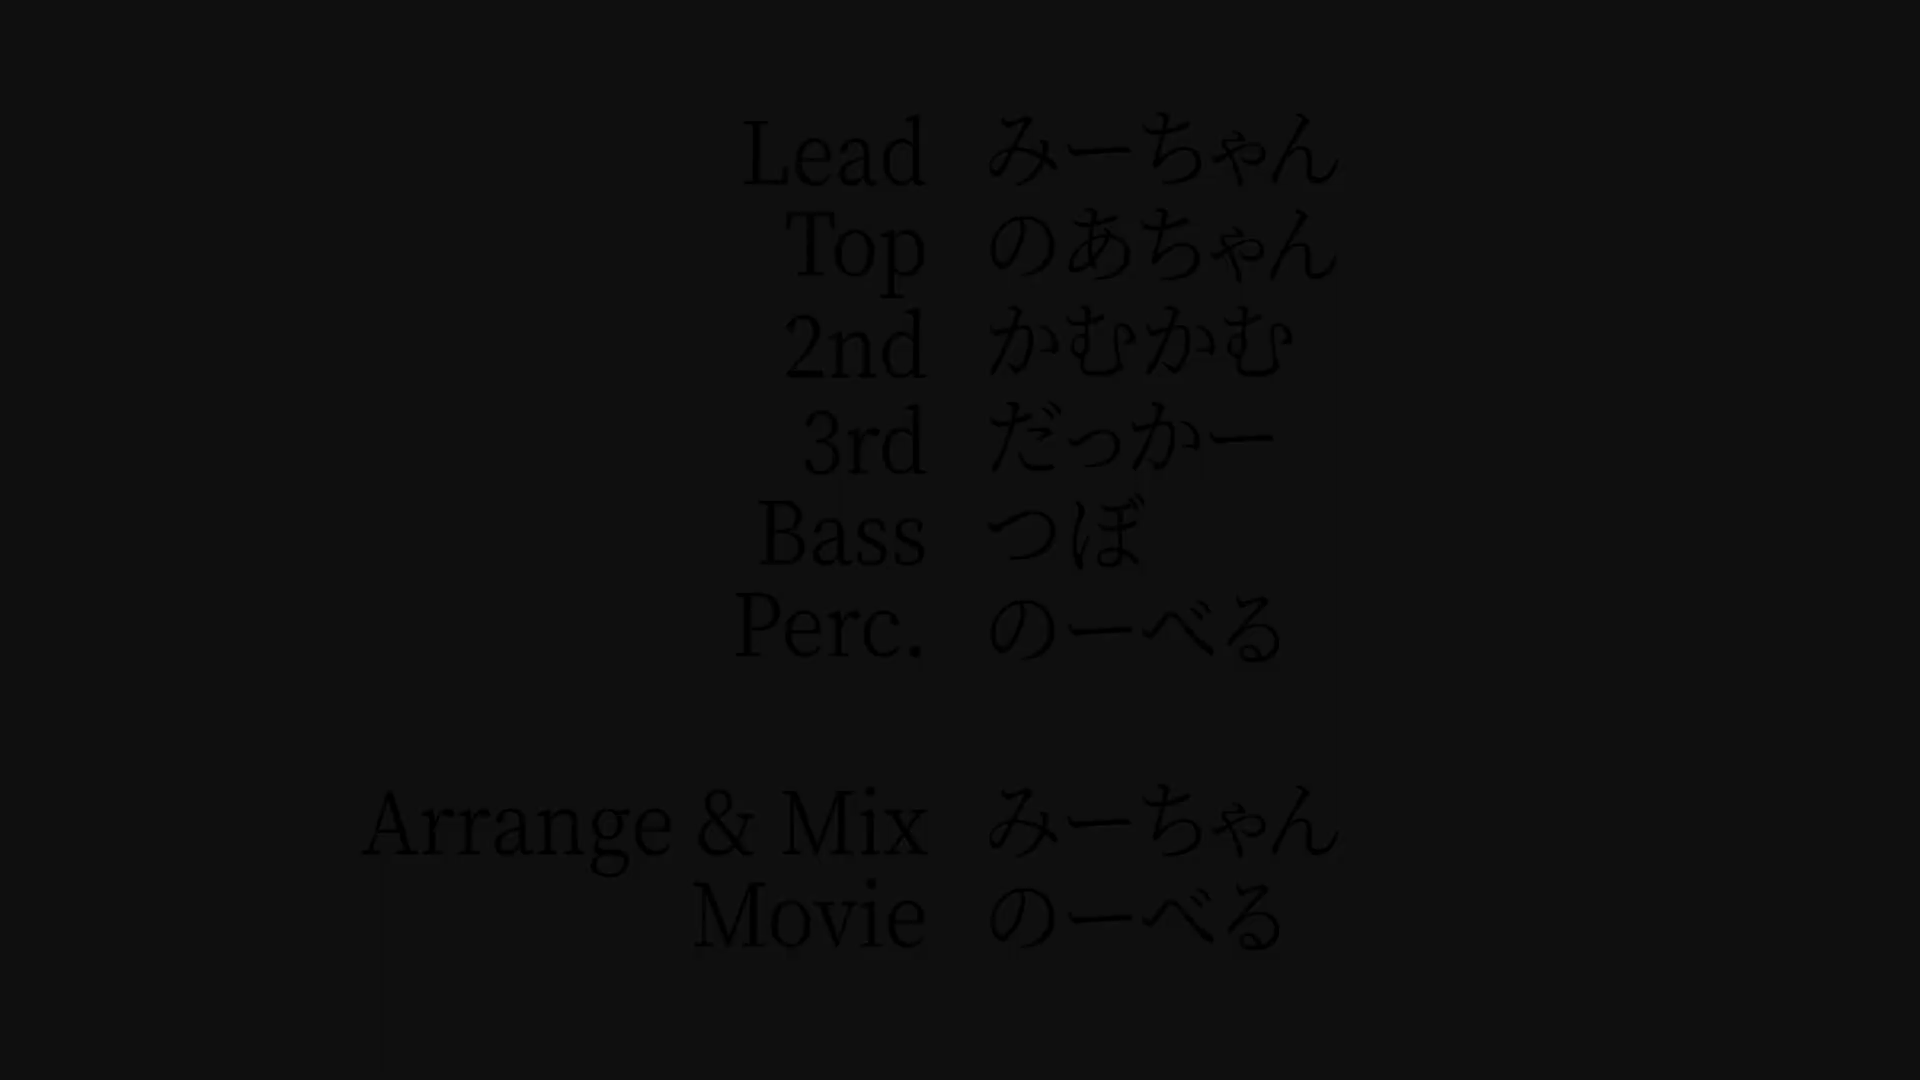 Lead みーちゃん
Top のあちゃん
2nd かむかむ
3rd だっかー
Bass つぼ
Perc. のーべる
Arrange & Mix みーちゃん
Movie のーべる